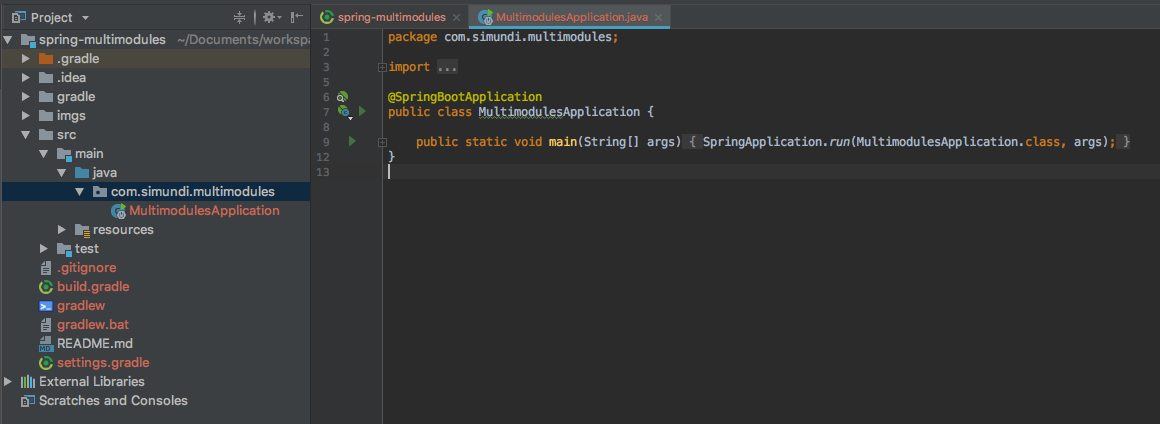 Project
spring-multimodules ~/Documents/workspa
.gradle
.idea
gradle
imgs
src
main
java
com.simundi.multimodules
MultimodulesApplication
resources
test
.gitignore
build.gradle
gradlew
gradlew.bat
README.md
settings.gradle
External Libraries
Scratches and Consoles
spring-multimodules MultimodulesApplication.java
1 package com.simundi.multimodules;
2
3 import ...
5
6 @SpringBootApplication
7 public class MultimodulesApplication {
8
9 public static void main(String[] args) { SpringApplication.run(MultimodulesApplication.class, args); }
12 }
13